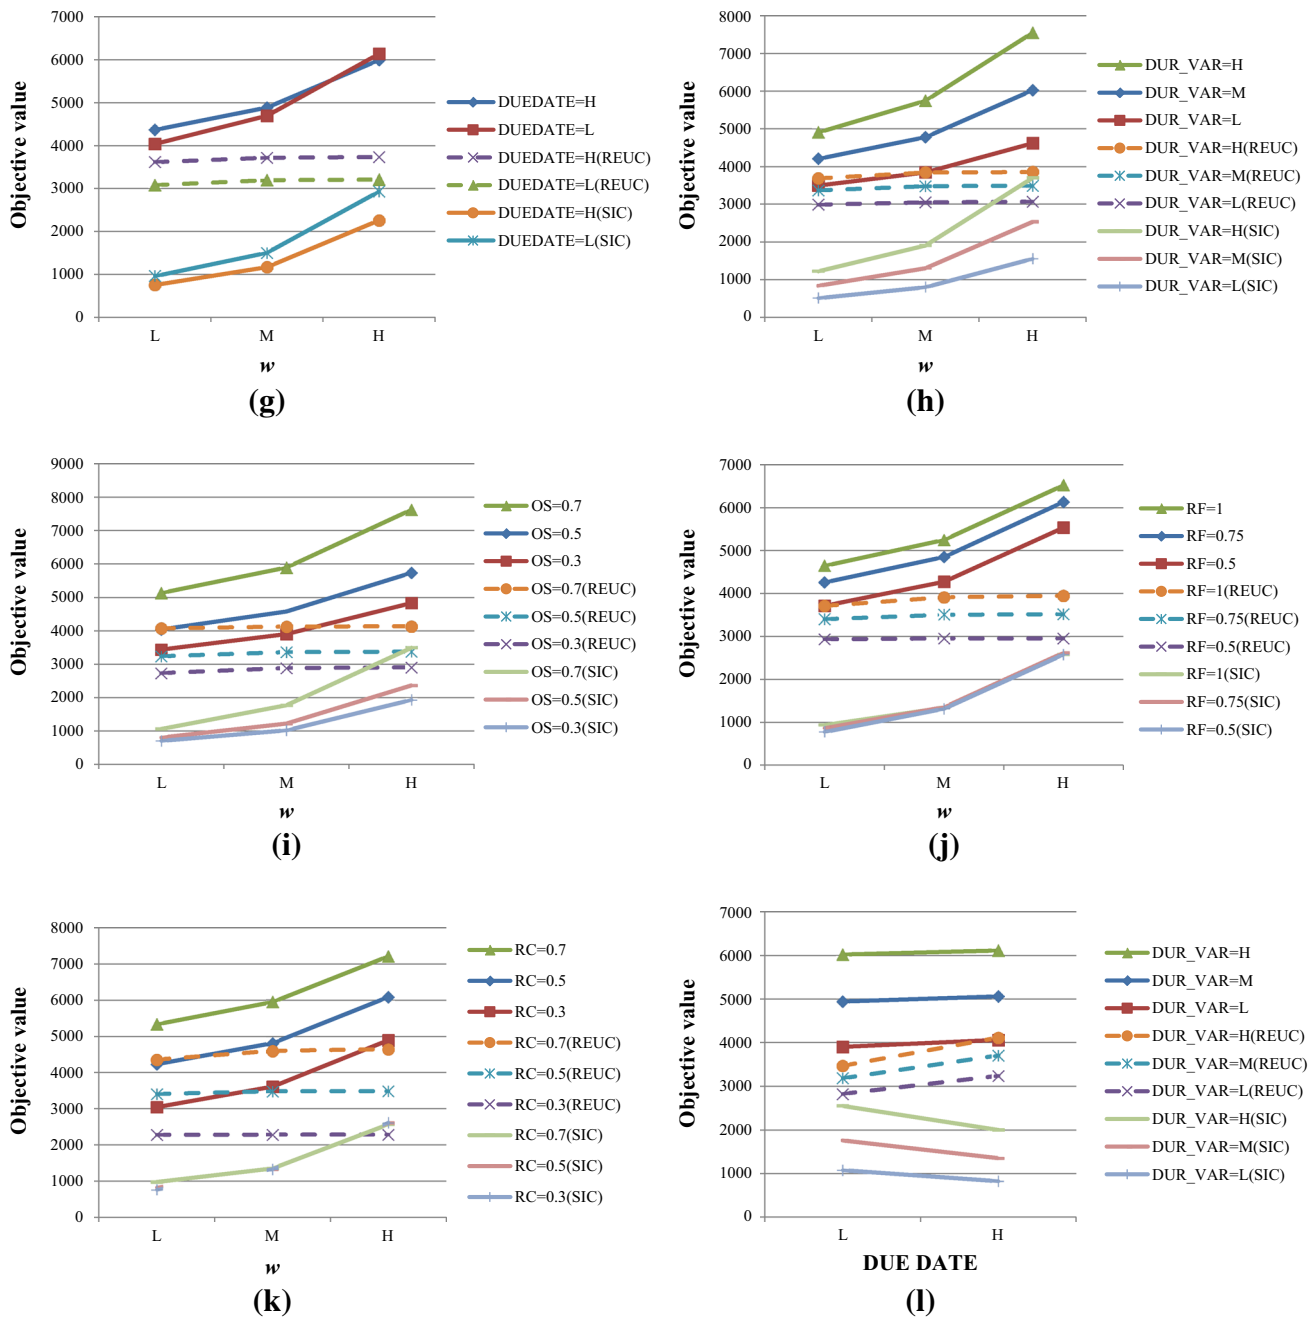 7000
6000
5000
4000
3000
2000
1000
0
Objective value
L M H
w
DUEDATE=H
DUEDATE=L
DUEDATE=H(REUC)
DUEDATE=L(REUC)
DUEDATE=H(SIC)
DUEDATE=L(SIC)
(g)
8000
7000
6000
5000
4000
3000
2000
1000
0
Objective value
L M H
w
DUR_VAR=H
DUR_VAR=M
DUR_VAR=L
DUR_VAR=H(REUC)
DUR_VAR=M(REUC)
DUR_VAR=L(REUC)
DUR_VAR=H(SIC)
DUR_VAR=M(SIC)
DUR_VAR=L(SIC)
(h)
9000
8000
7000
6000
5000
4000
3000
2000
1000
0
Objective value
L M H
w
OS=0.7
OS=0.5
OS=0.3
OS=0.7(REUC)
OS=0.5(REUC)
OS=0.3(REUC)
OS=0.7(SIC)
OS=0.5(SIC)
OS=0.3(SIC)
(i)
7000
6000
5000
4000
3000
2000
1000
0
Objective value
L M H
w
RF=1
RF=0.75
RF=0.5
RF=1(REUC)
RF=0.75(REUC)
RF=0.5(REUC)
RF=1(SIC)
RF=0.75(SIC)
RF=0.5(SIC)
(j)
8000
7000
6000
5000
4000
3000
2000
1000
0
Objective value
L M H
w
RC=0.7
RC=0.5
RC=0.3
RC=0.7(REUC)
RC=0.5(REUC)
RC=0.3(REUC)
RC=0.7(SIC)
RC=0.5(SIC)
RC=0.3(SIC)
(k)
7000
6000
5000
4000
3000
2000
1000
0
Objective value
L H
DUE DATE
DUR_VAR=H
DUR_VAR=M
DUR_VAR=L
DUR_VAR=H(REUC)
DUR_VAR=M(REUC)
DUR_VAR=L(REUC)
DUR_VAR=H(SIC)
DUR_VAR=M(SIC)
DUR_VAR=L(SIC)
(l)